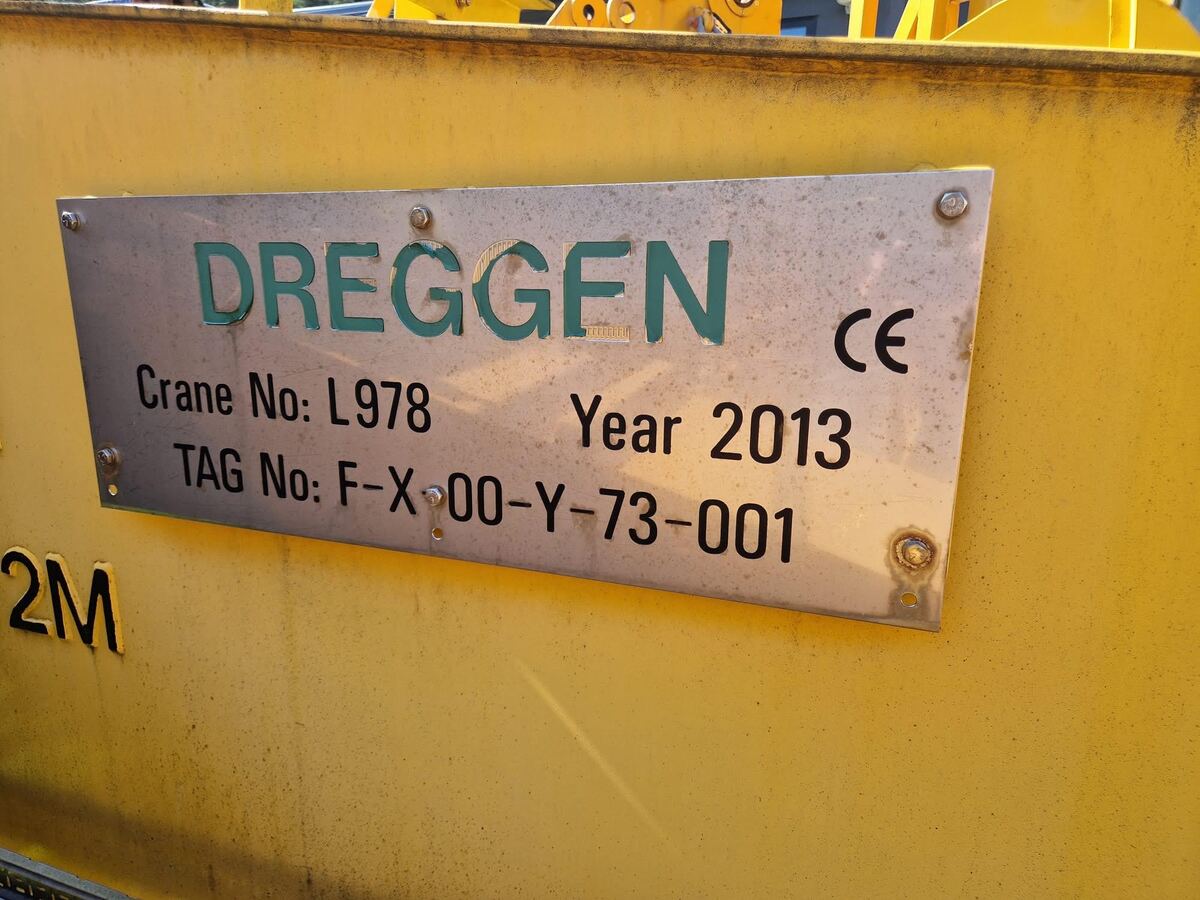 DREGGEN
CE
Crane No: L978 Year 2013
TAG No: F-X-00-Y-73-001
2M